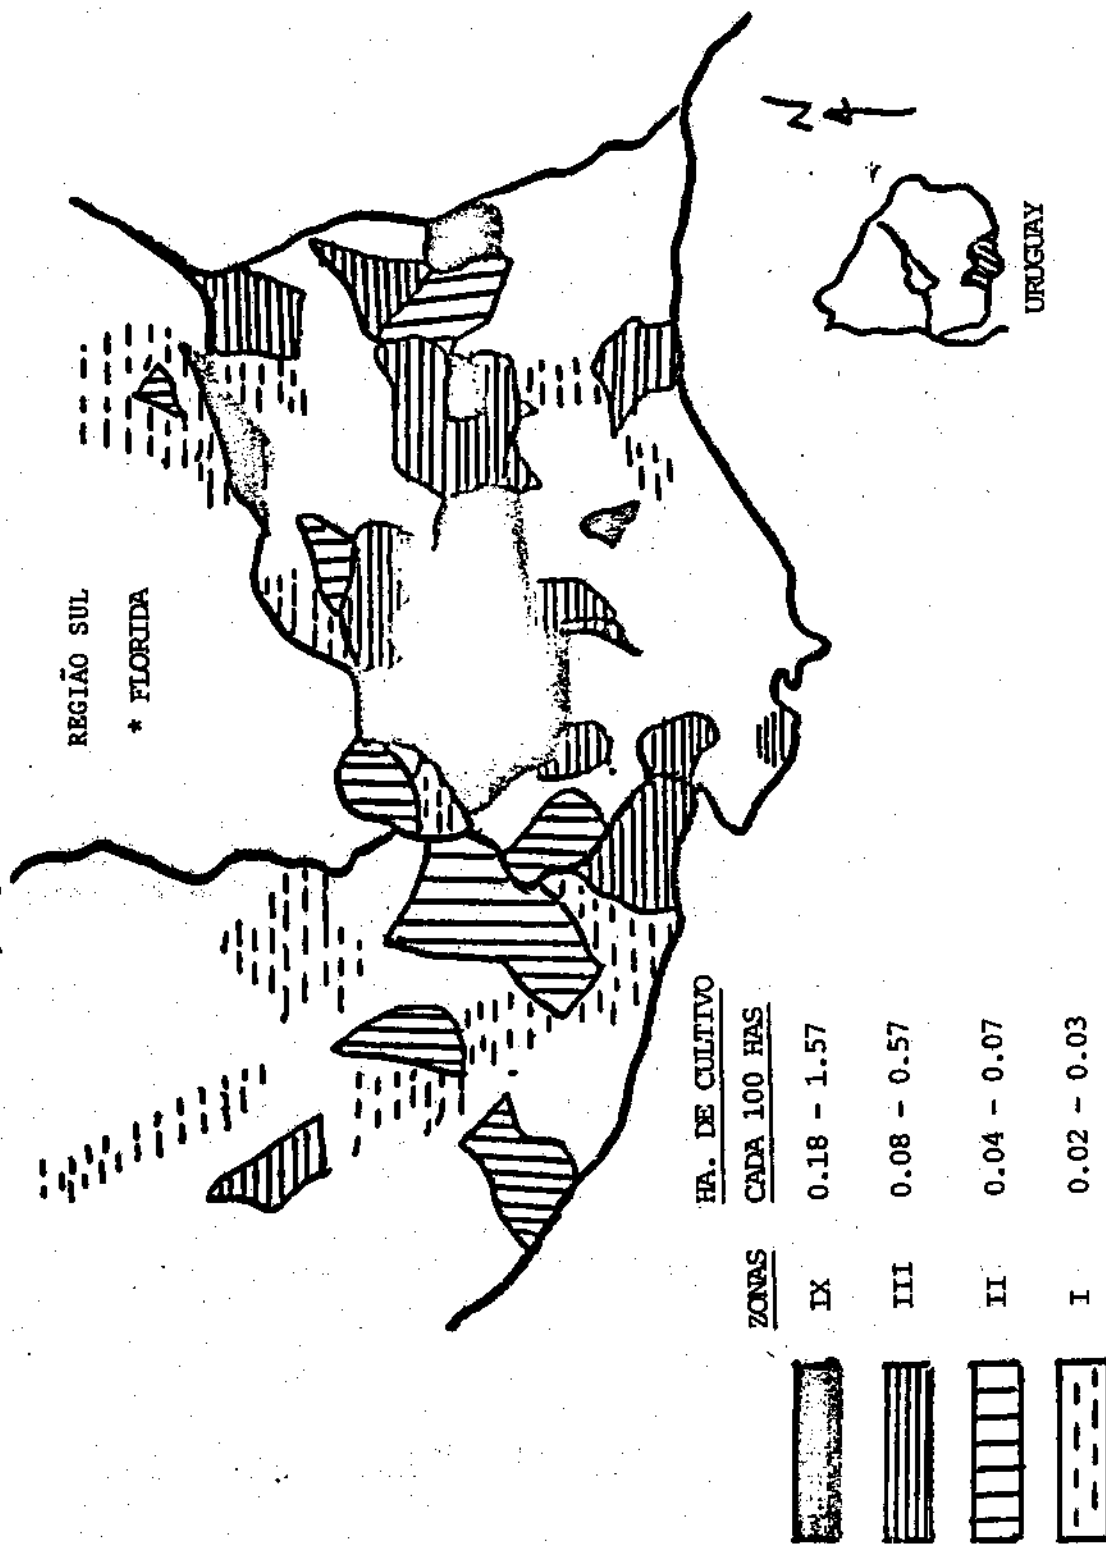 REGIÃO SUL
* FLORIDA
N
URUGUAY
HA. DE CULTIVO
ZONAS CADA 100 HAS
IX 0.18 - 1.57
III 0.08 - 0.57
II 0.04 - 0.07
I 0.02 - 0.03